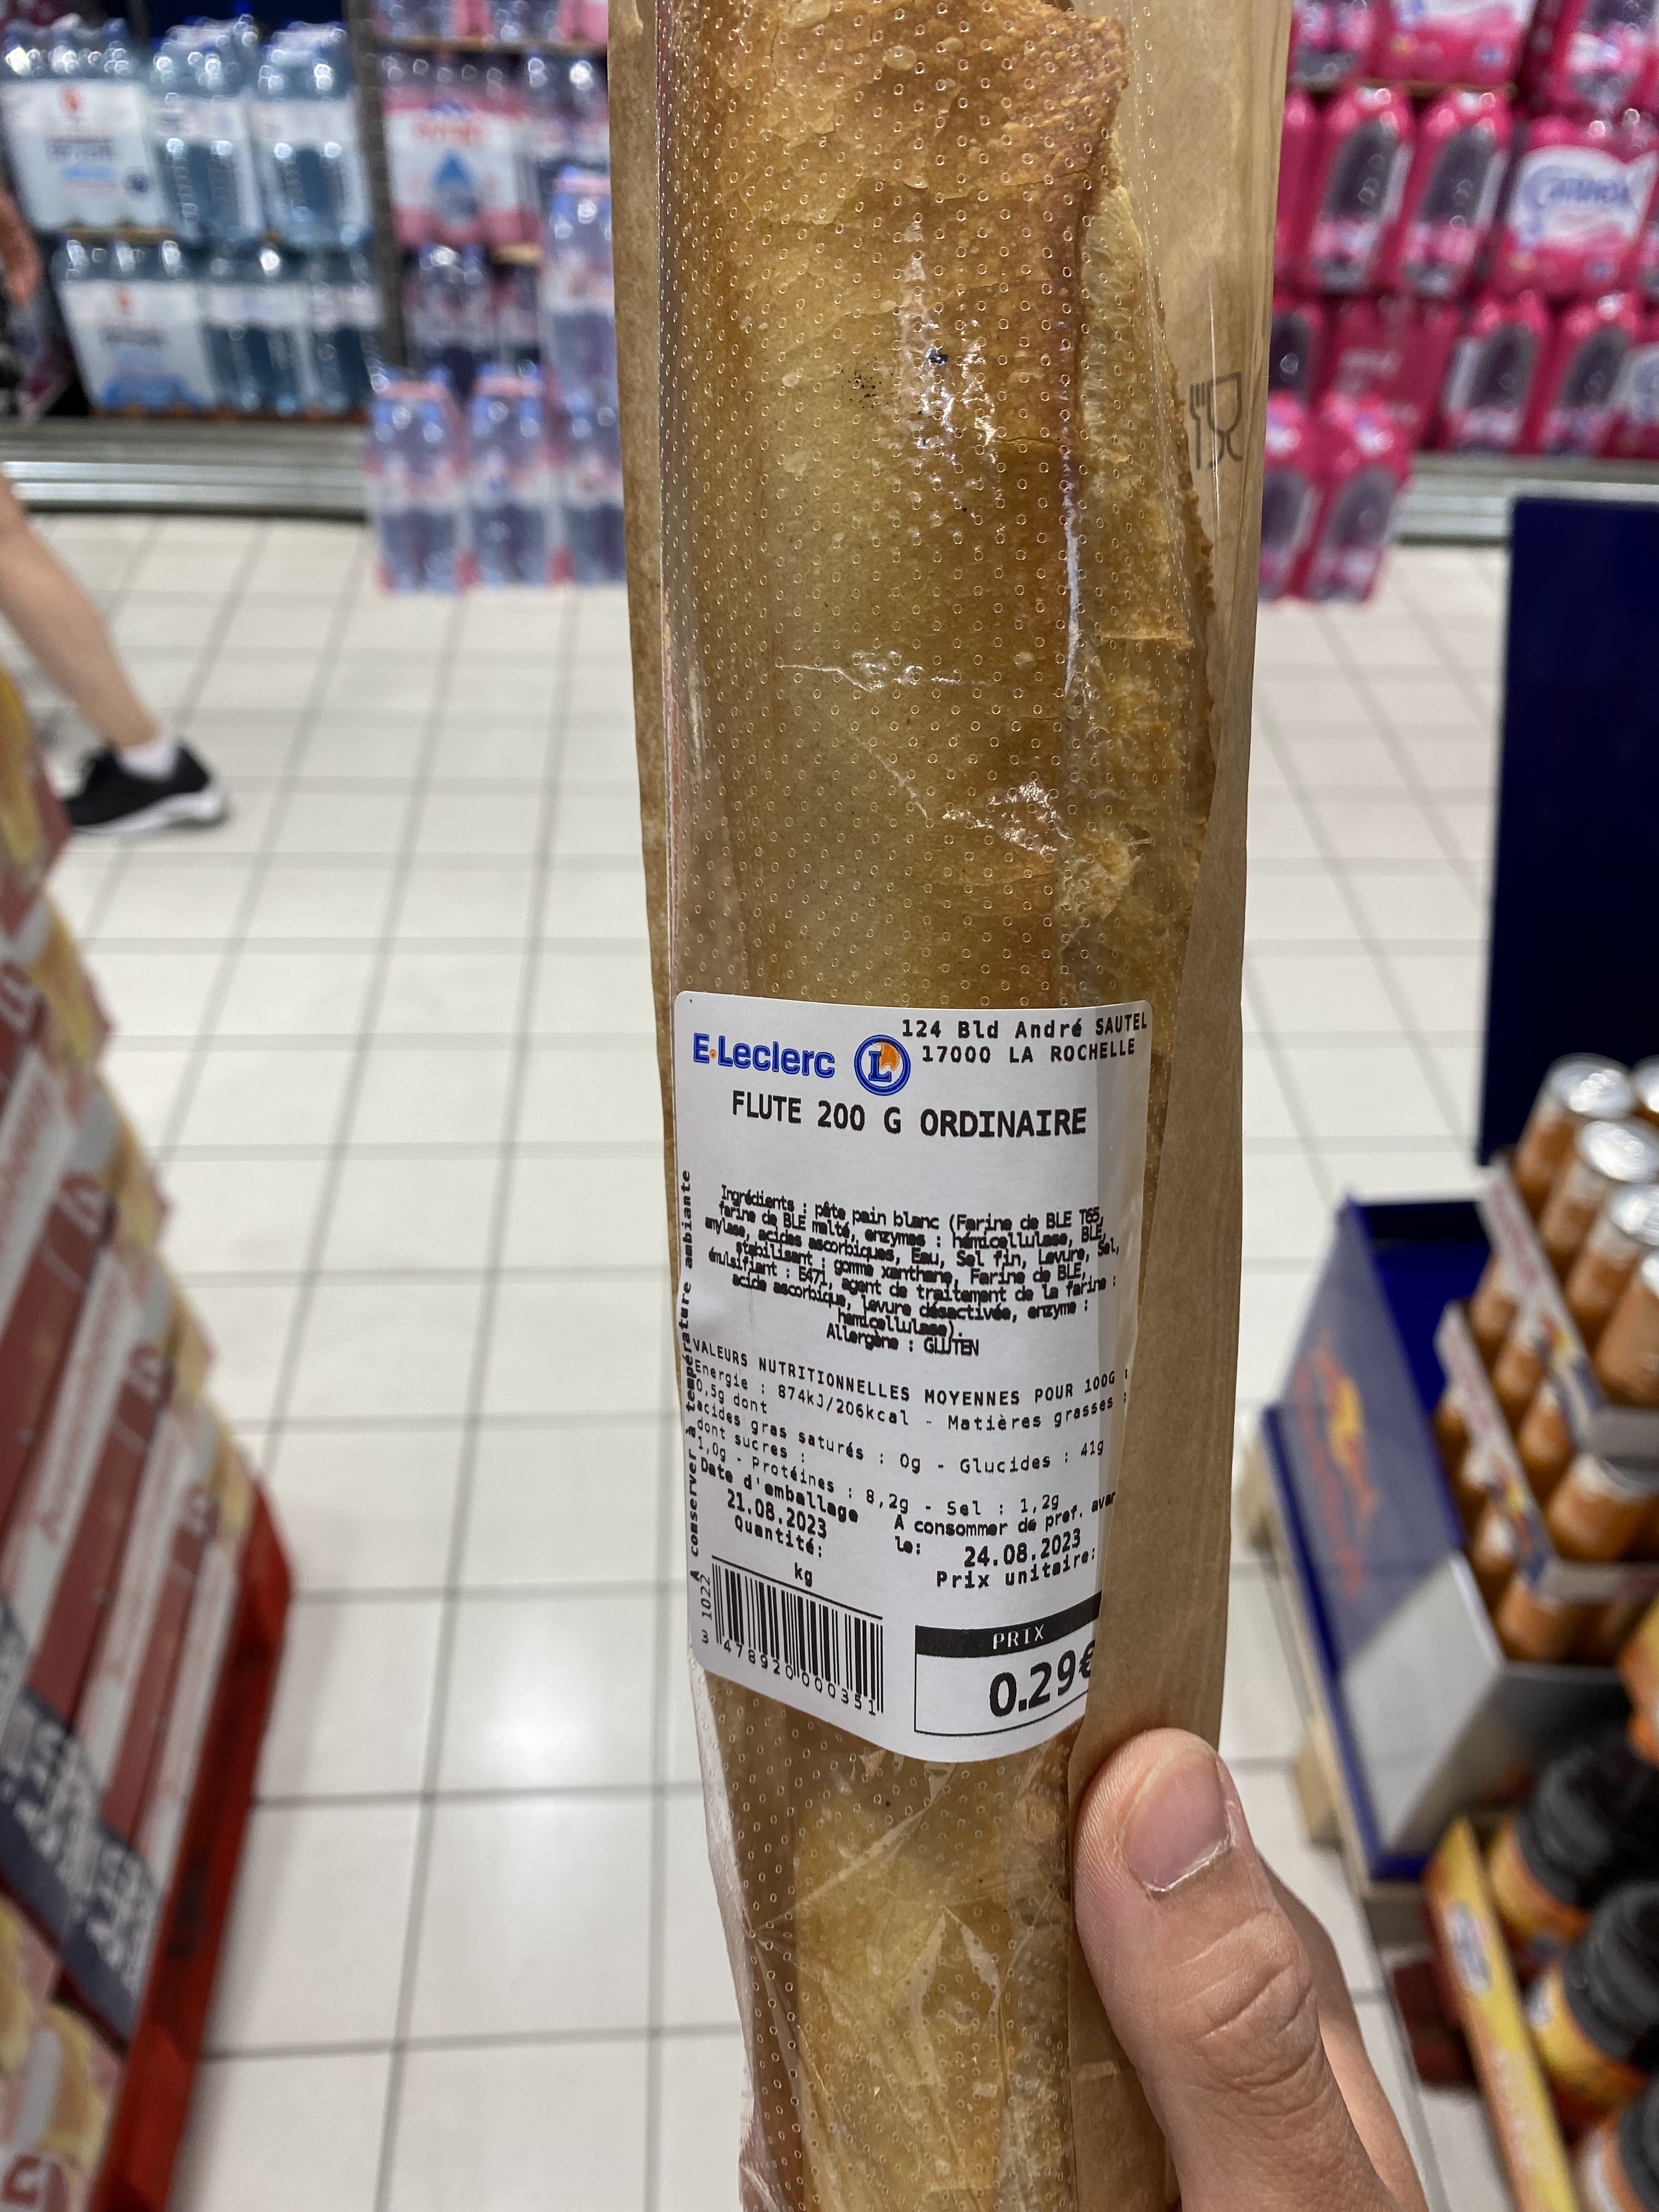 E.Leclerc L
124 Bld André SAUTEL
17000 LA ROCHELLE
FLUTE 200 G ORDINAIRE
Ingrédients : pâte pain blanc (Farine de BLE T65,
farine de BLE malté, enzymes : hémicellulase, BLE,
amylase, acides ascorbiques, Eau, Sel fin, Levure, Sel,
stabilisant : gomme xanthane, Farine de BLE,
émulsifiant : E471, agent de traitement de la farine :
acide ascorbique, levure désactivée, enzyme :
hemicellulase).
Allergène : GLUTEN
VALEURS NUTRITIONNELLES MOYENNES POUR 100G :
Energie : 874kJ/206kcal - Matières grasses :
0,5g dont
acides gras saturés : 0g - Glucides : 41g
dont sucres :
1,0g - Protéines : 8,2g - Sel : 1,2g
Date d'emballage
21.08.2023
A consommer de pref. avan
le: 24.08.2023
Quantité:
kg
Prix unitaire:
PRIX
0.29€
3 478920 000351
1022
A conserver à température ambiante
Cristaline